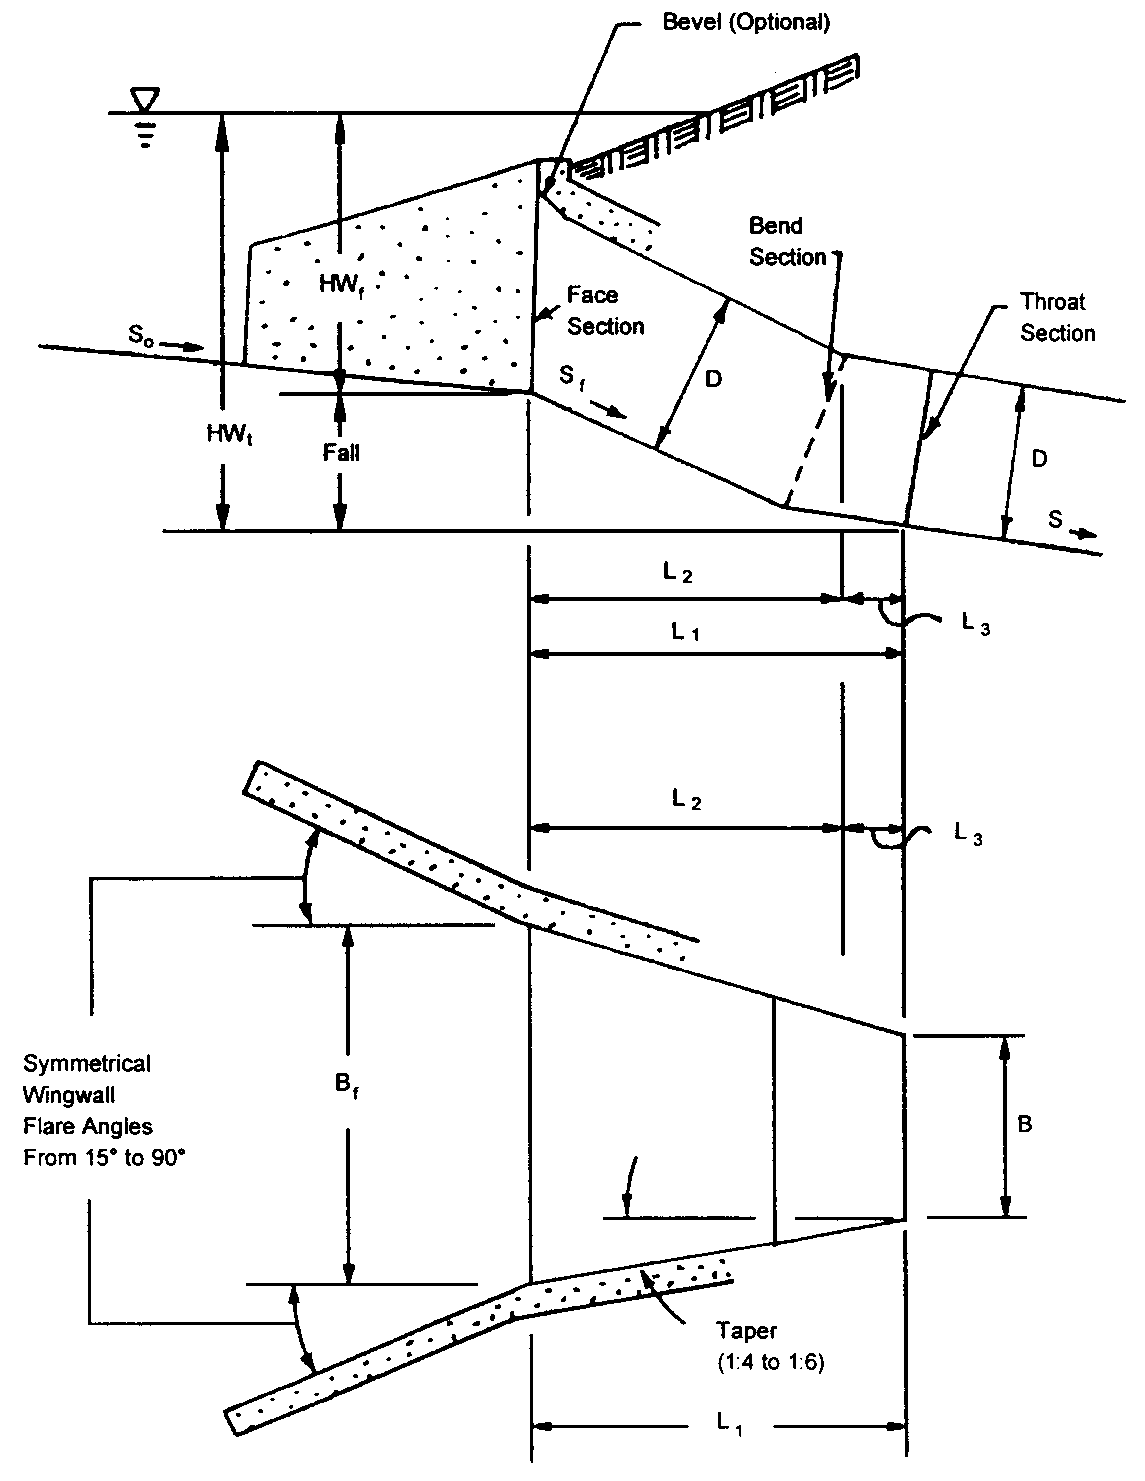 Bevel (Optional)
Bend
Section
HWf
Face
Section
Throat
Section
So
Sf
D
HWt
Fall
D
S
L2
L3
L1
L2
L3
Symmetrical
Wingwall
Flare Angles
From 15° to 90°
Bf
B
Taper
(1:4 to 1:6)
L1